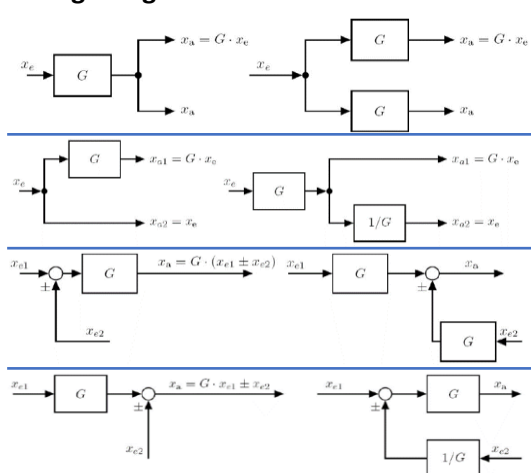 x_a = G · x_e
x_e
G
x_a
G
x_a = G · x_e
x_e
G
x_a
G
x_a1 = G · x_e
x_e
x_a2 = x_e
x_a1 = G · x_e
x_e
G
1/G
x_a2 = x_e
x_e1
±
G
x_a = G · (x_e1 ± x_e2)
x_e2
x_e1
G
±
x_a
G
x_e2
x_e1
G
±
x_a = G · x_e1 ± x_e2
x_e2
x_e1
±
G
x_a
1/G
x_e2